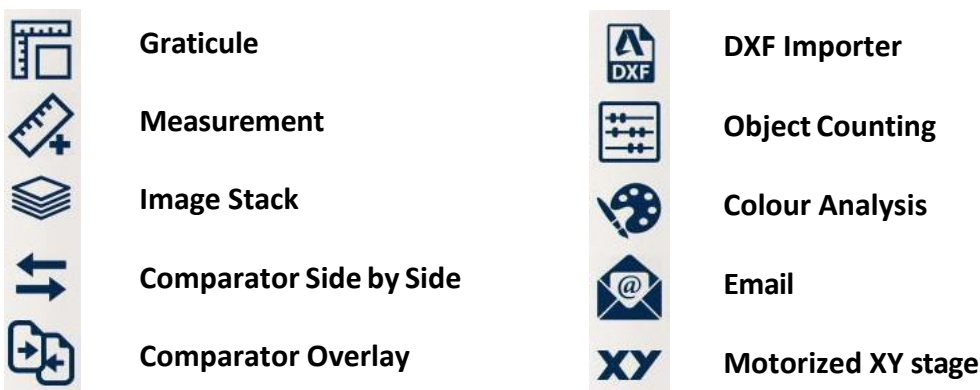 Graticule
Measurement
Image Stack
Comparator Side by Side
Comparator Overlay
DXF
DXF Importer
Object Counting
Colour Analysis
@
Email
XY
Motorized XY stage